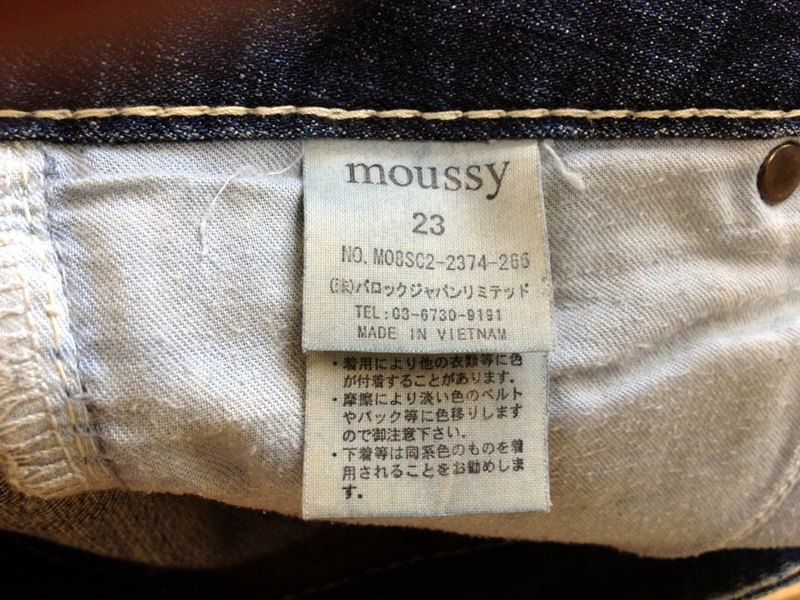 moussy
23
NO.M08SC2-2374-266
(株)バロックジャパンリミテッド
TEL:03-6730-9191
MADE IN VIETNAM
・着用により他の衣類等に色
が付着することがあります。
・摩擦により淡い色のベルト
やバック等に色移りします
ので御注意下さい。
・下着等は同系色のものを着
用されることをお勧めしま
す。